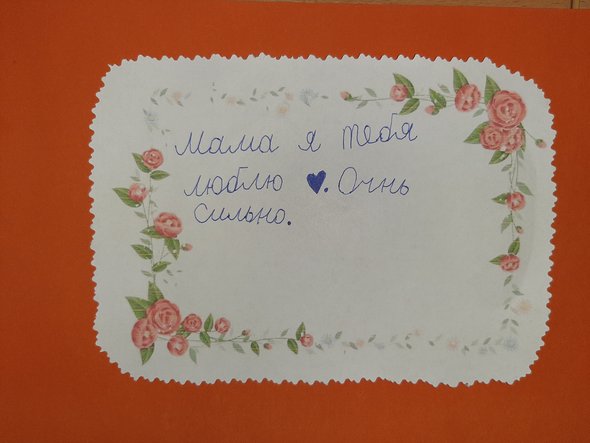 Мама я тебя
люблю ♥. Очнь
сильно.